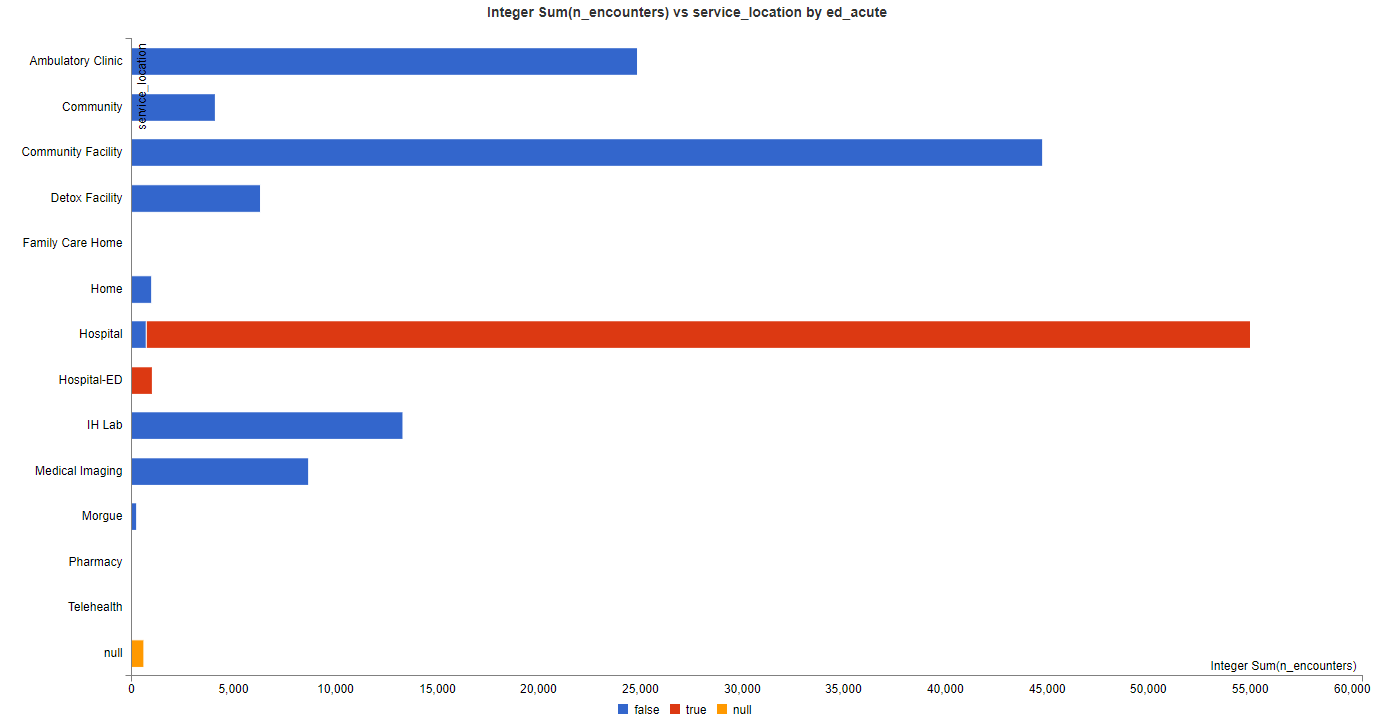 Integer Sum(n_encounters) vs service_location by ed_acute
service_location
Ambulatory Clinic
Community
Community Facility
Detox Facility
Family Care Home
Home
Hospital
Hospital-ED
IH Lab
Medical Imaging
Morgue
Pharmacy
Telehealth
null
Integer Sum(n_encounters)
0 5,000 10,000 15,000 20,000 25,000 30,000 35,000 40,000 45,000 50,000 55,000 60,000
false true null